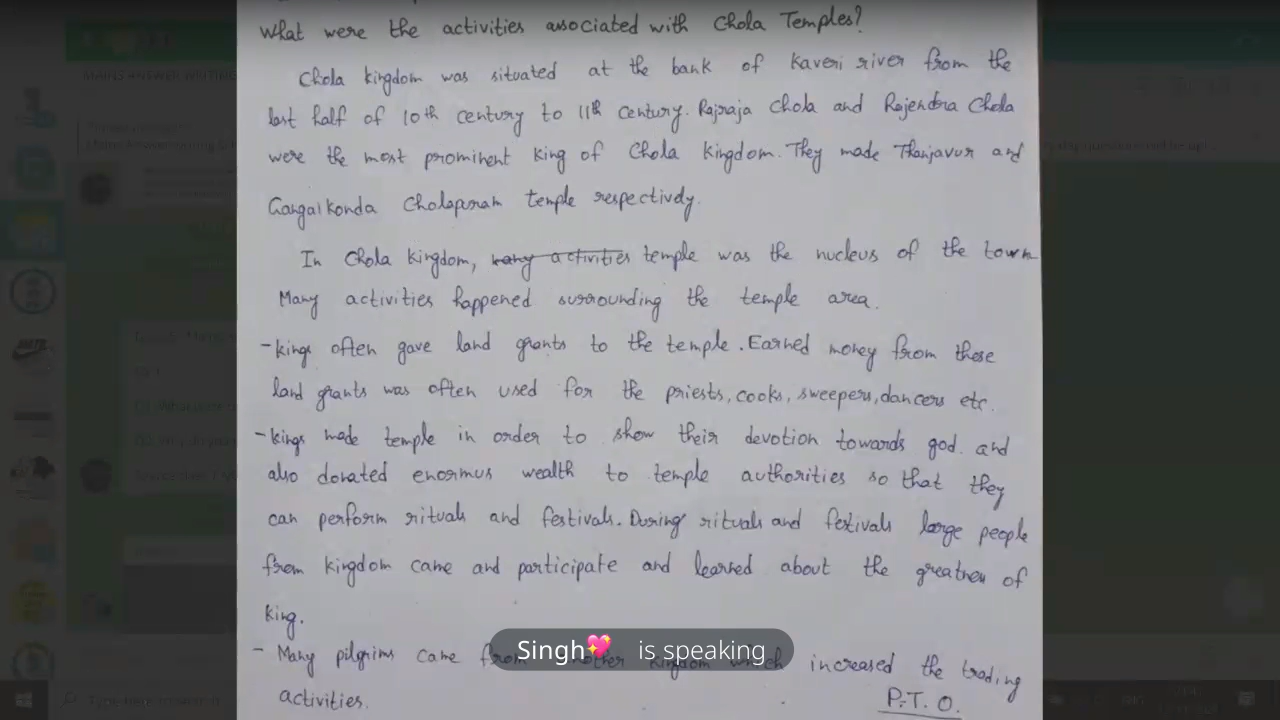 What were the activities associated with Chola Temples?
Chola kingdom was situated at the bank of Kaveri river from the
last half of 10th century to 11th century. Rajraja Chola and Rajendra Chola
were the most prominent king of Chola kingdom. They made Thanjavur and
Gangaikonda Cholapuram temple respectively.
In Chola kingdom, many activities temple was the nucleus of the town
Many activities happened surrounding the temple area.
- kings often gave land grants to the temple. Earned money from these
land grants was often used for the priests, cooks, sweepers, dancers etc.
- kings made temple in order to show their devotion towards god. and
also donated enormus wealth to temple authorities so that they
can perform rituals and festivals. During rituals and festivals large people
from kingdom came and participate and learned about the greatness of
king.
Singh💖 is speaking
- Many pilgrims came from another kingdom which increased the trading
activities.
P.T.O.